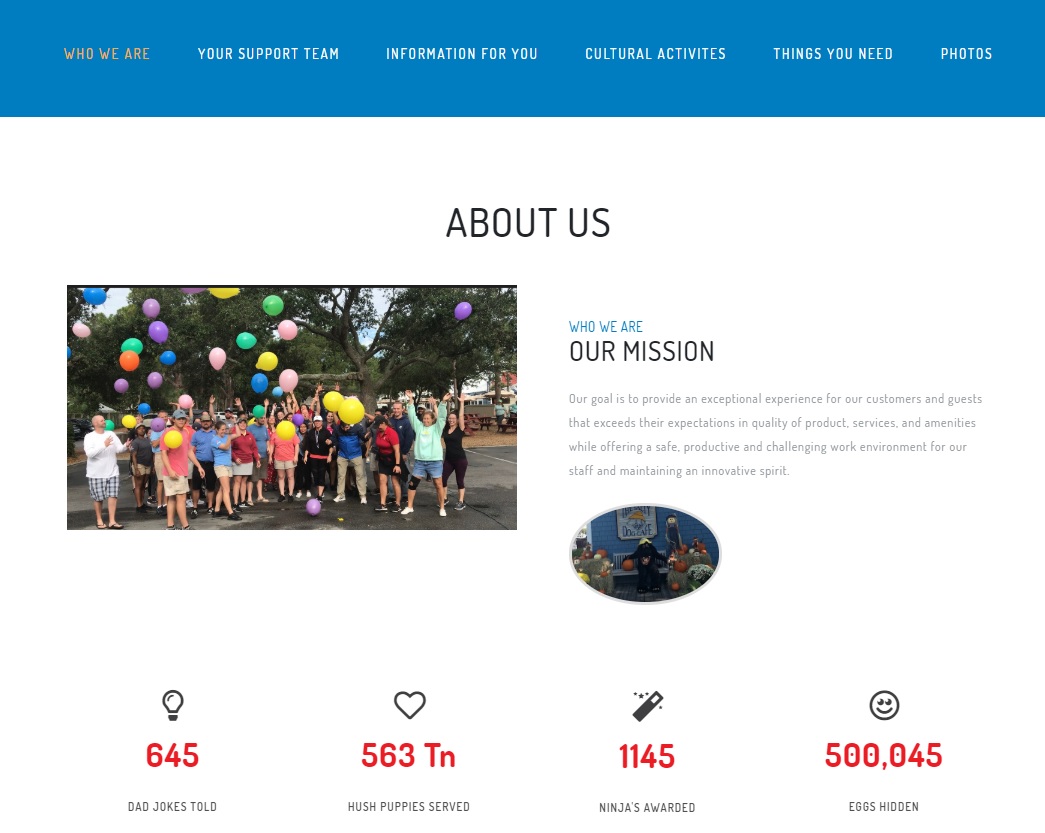 WHO WE ARE YOUR SUPPORT TEAM INFORMATION FOR YOU CULTURAL ACTIVITES THINGS YOU NEED PHOTOS
ABOUT US
WHO WE ARE
OUR MISSION
Our goal is to provide an exceptional experience for our customers and guests
that exceeds their expectations in quality of product, services, and amenities
while offering a safe, productive and challenging work environment for our
staff and maintaining an innovative spirit.
645 563 Tn 1145 500,045
DAD JOKES TOLD HUSH PUPPIES SERVED NINJA'S AWARDED EGGS HIDDEN